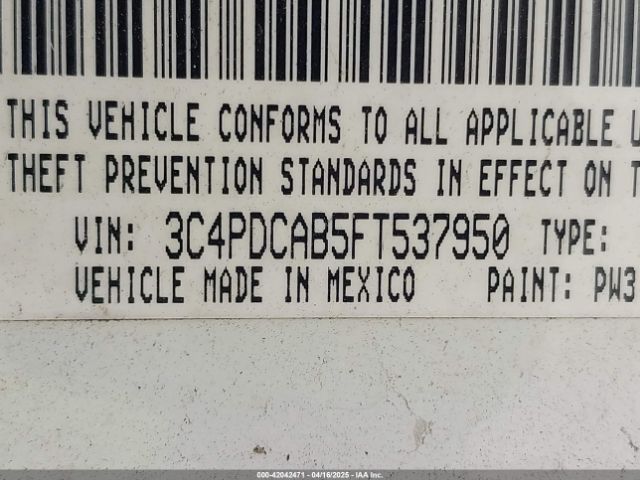 THIS VEHICLE CONFORMS TO ALL APPLICABLE
THEFT PREVENTION STANDARDS IN EFFECT ON
VIN: 3C4PDCAB5FT537950 TYPE:
VEHICLE MADE IN MEXICO PAINT: PW3
000-42042471 - 04/16/2025 - IAA Inc.